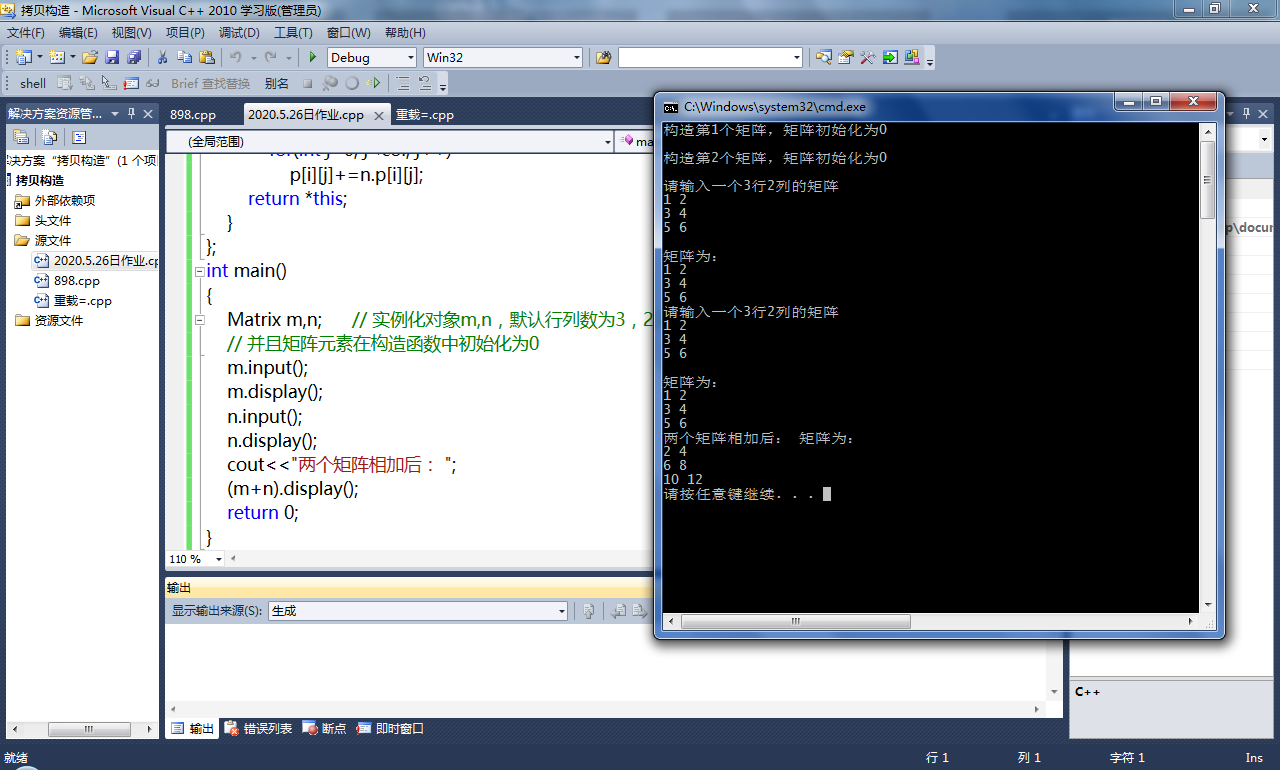 拷贝构造 - Microsoft Visual C++ 2010 学习版(管理员)
文件(F) 编辑(E) 视图(V) 项目(P) 调试(D) 工具(T) 窗口(W) 帮助(H)
Debug Win32
shell Brief 查找替换 别名
解决方案资源管...
决方案 "拷贝构造" (1 个项
拷贝构造
外部依赖项
头文件
源文件
2020.5.26日作业.cp
898.cpp
重载=.cpp
资源文件
898.cpp 2020.5.26日作业.cpp 重载=.cpp
(全局范围) ma
p[i][j]+=n.p[i][j];
return *this;
}
};
int main()
{
Matrix m,n; // 实例化对象m,n，默认行列数为3，2
// 并且矩阵元素在构造函数中初始化为0
m.input();
m.display();
n.input();
n.display();
cout<<"两个矩阵相加后： ";
(m+n).display();
return 0;
}
110 %
输出
显示输出来源(S): 生成
输出 错误列表 断点 即时窗口
C:\Windows\system32\cmd.exe
构造第1个矩阵，矩阵初始化为0
构造第2个矩阵，矩阵初始化为0
请输入一个3行2列的矩阵
1 2
3 4
5 6
矩阵为：
1 2
3 4
5 6
请输入一个3行2列的矩阵
1 2
3 4
5 6
矩阵为：
1 2
3 4
5 6
两个矩阵相加后： 矩阵为：
2 4
6 8
10 12
请按任意键继续. . .
p\docur
C++
就绪 行 1 列 1 字符 1 Ins